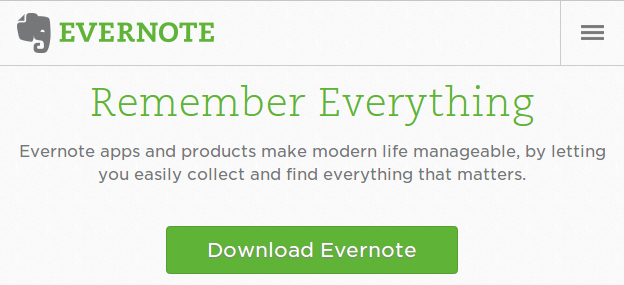 EVERNOTE
Remember Everything
Evernote apps and products make modern life manageable, by letting
you easily collect and find everything that matters.
Download Evernote